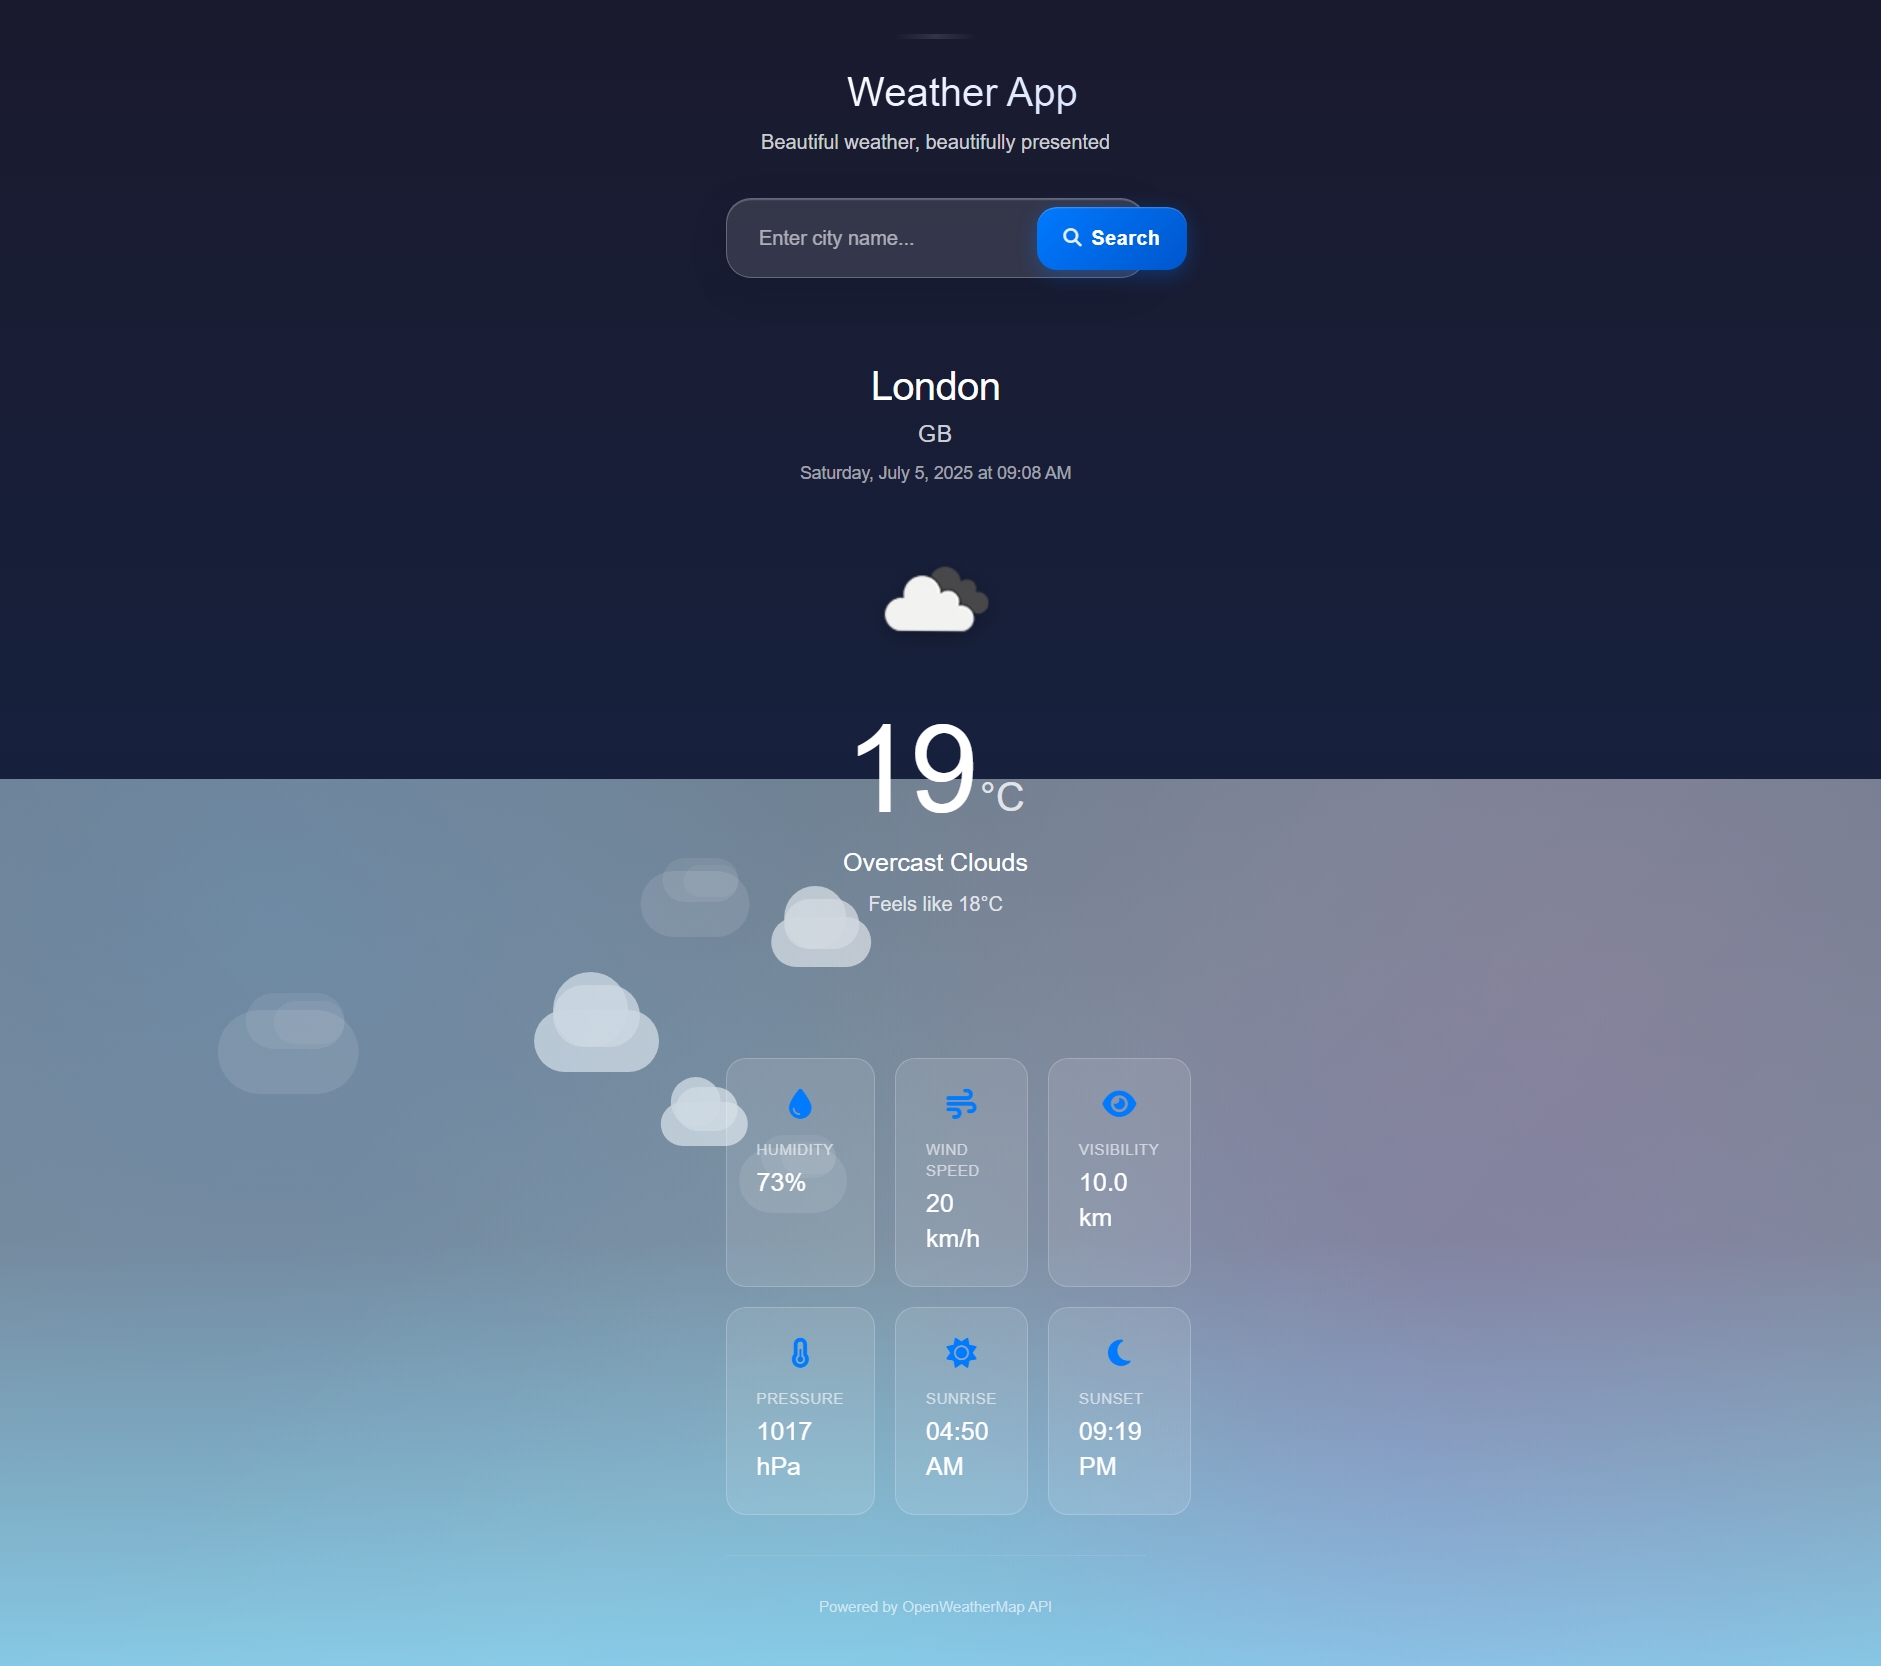 Weather App
Beautiful weather, beautifully presented
Enter city name...
Search
London
GB
Saturday, July 5, 2025 at 09:08 AM
19°C
Overcast Clouds
Feels like 18°C
HUMIDITY
73%
WIND
SPEED
20
km/h
VISIBILITY
10.0
km
PRESSURE
1017
hPa
SUNRISE
04:50
AM
SUNSET
09:19
PM
Powered by OpenWeatherMap API